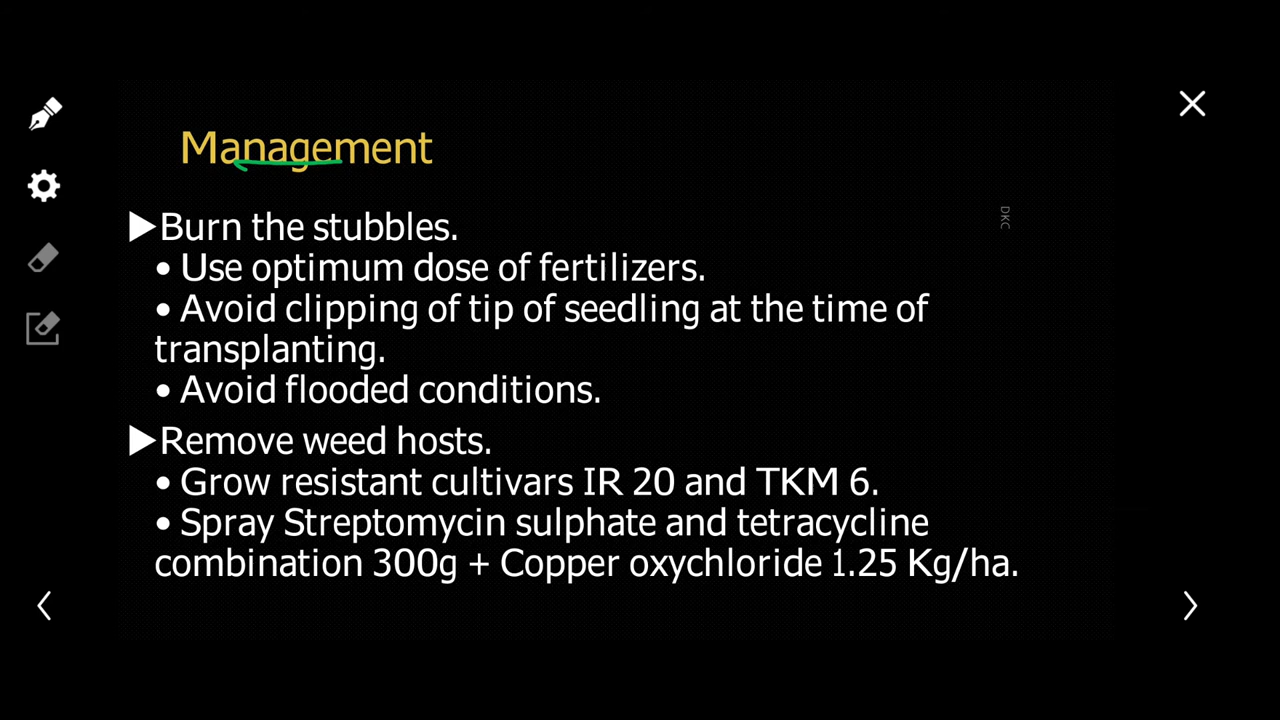 Management
DKC
▶Burn the stubbles.
• Use optimum dose of fertilizers.
• Avoid clipping of tip of seedling at the time of
transplanting.
• Avoid flooded conditions.
▶Remove weed hosts.
• Grow resistant cultivars IR 20 and TKM 6.
• Spray Streptomycin sulphate and tetracycline
combination 300g + Copper oxychloride 1.25 Kg/ha.